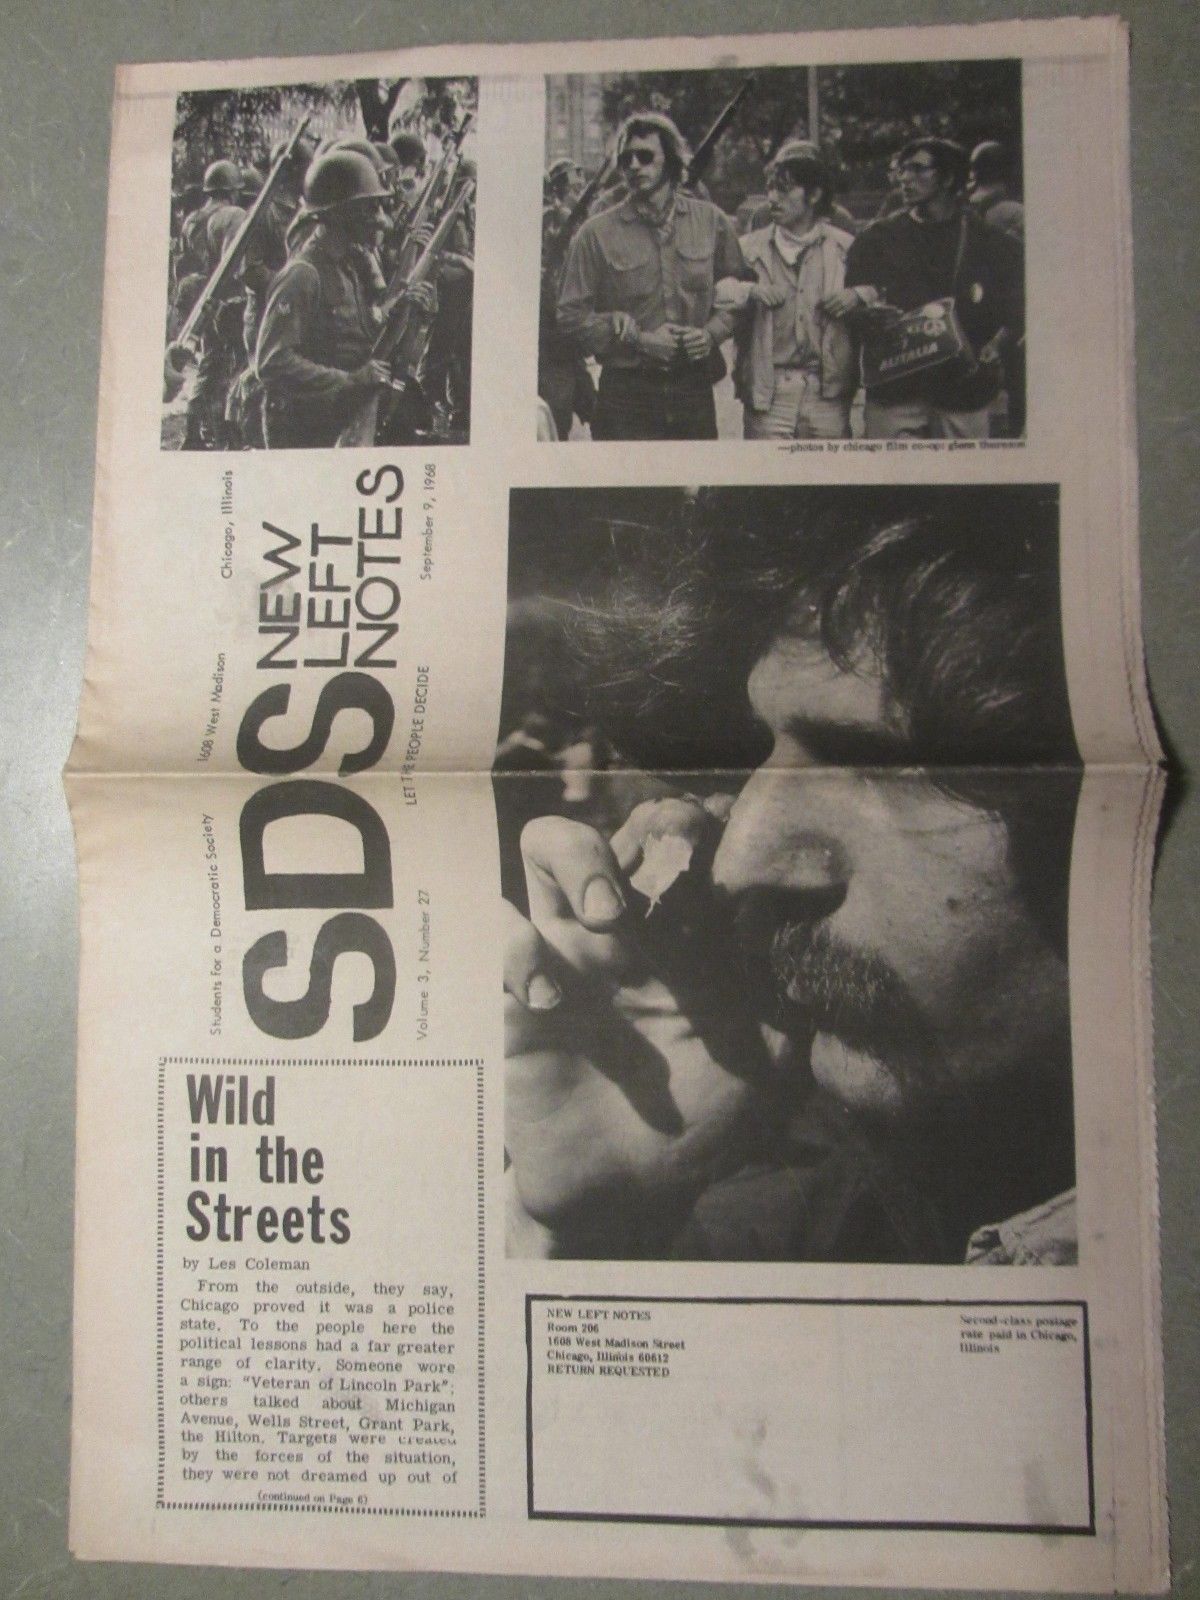 ALITALIA
—photos by chicago film co-op: glenn thureson
Students for a Democratic Society
1608 West Madison
Chicago, Illinois
SDS NEW
LEFT
NOTES
Volume 3, Number 27
LET THE PEOPLE DECIDE
September 9, 1968
Wild
in the
Streets
by Les Coleman
From the outside, they say,
Chicago proved it was a police
state. To the people here the
political lessons had a far greater
range of clarity. Someone wore
a sign: "Veteran of Lincoln Park";
others talked about Michigan
Avenue, Wells Street, Grant Park,
the Hilton. Targets were created
by the forces of the situation,
they were not dreamed up out of
(continued on Page 6)
NEW LEFT NOTES
Room 206
1608 West Madison Street
Chicago, Illinois 60612
RETURN REQUESTED
Second-class postage
rate paid in Chicago,
Illinois